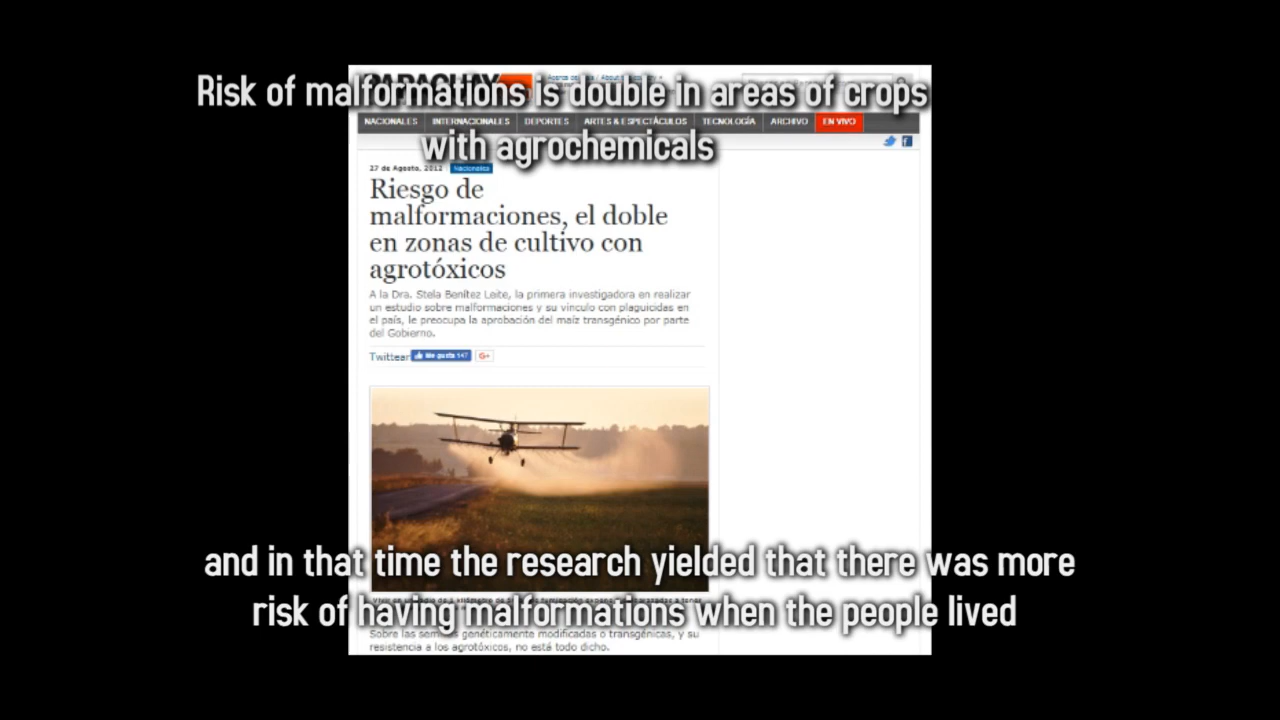 PARAGUAY
Risk of malformations is double in areas of crops
NACIONALES INTERNACIONALES DEPORTES ARTES & ESPECTÁCULOS TECNOLOGÍA ARCHIVO EN VIVO
with agrochemicals
27 de Agosto, 2012 | Nacionales
Riesgo de
malformaciones, el doble
en zonas de cultivo con
agrotóxicos
A la Dra. Stela Benítez Leite, la primera investigadora en realizar
un estudio sobre malformaciones y su vínculo con plaguicidas en
el país, le preocupa la aprobación del maíz transgénico por parte
del Gobierno.
Twittear Me gusta 147 G+
and in that time the research yielded that there was more
risk of having malformations when the people lived
Sobre las genéticamente modificadas o transgénicas, y su
resistencia a los agrotóxicos, no está todo dicho.